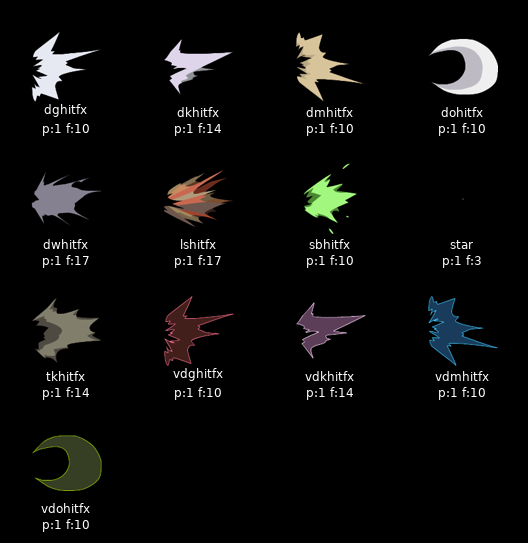 dghitfx
p:1 f:10
dkhitfx
p:1 f:14
dmhitfx
p:1 f:10
dohitfx
p:1 f:10
dwhitfx
p:1 f:17
lshitfx
p:1 f:17
sbhitfx
p:1 f:10
star
p:1 f:3
tkhitfx
p:1 f:14
vdghitfx
p:1 f:10
vdkhitfx
p:1 f:14
vdmhitfx
p:1 f:10
vdohitfx
p:1 f:10